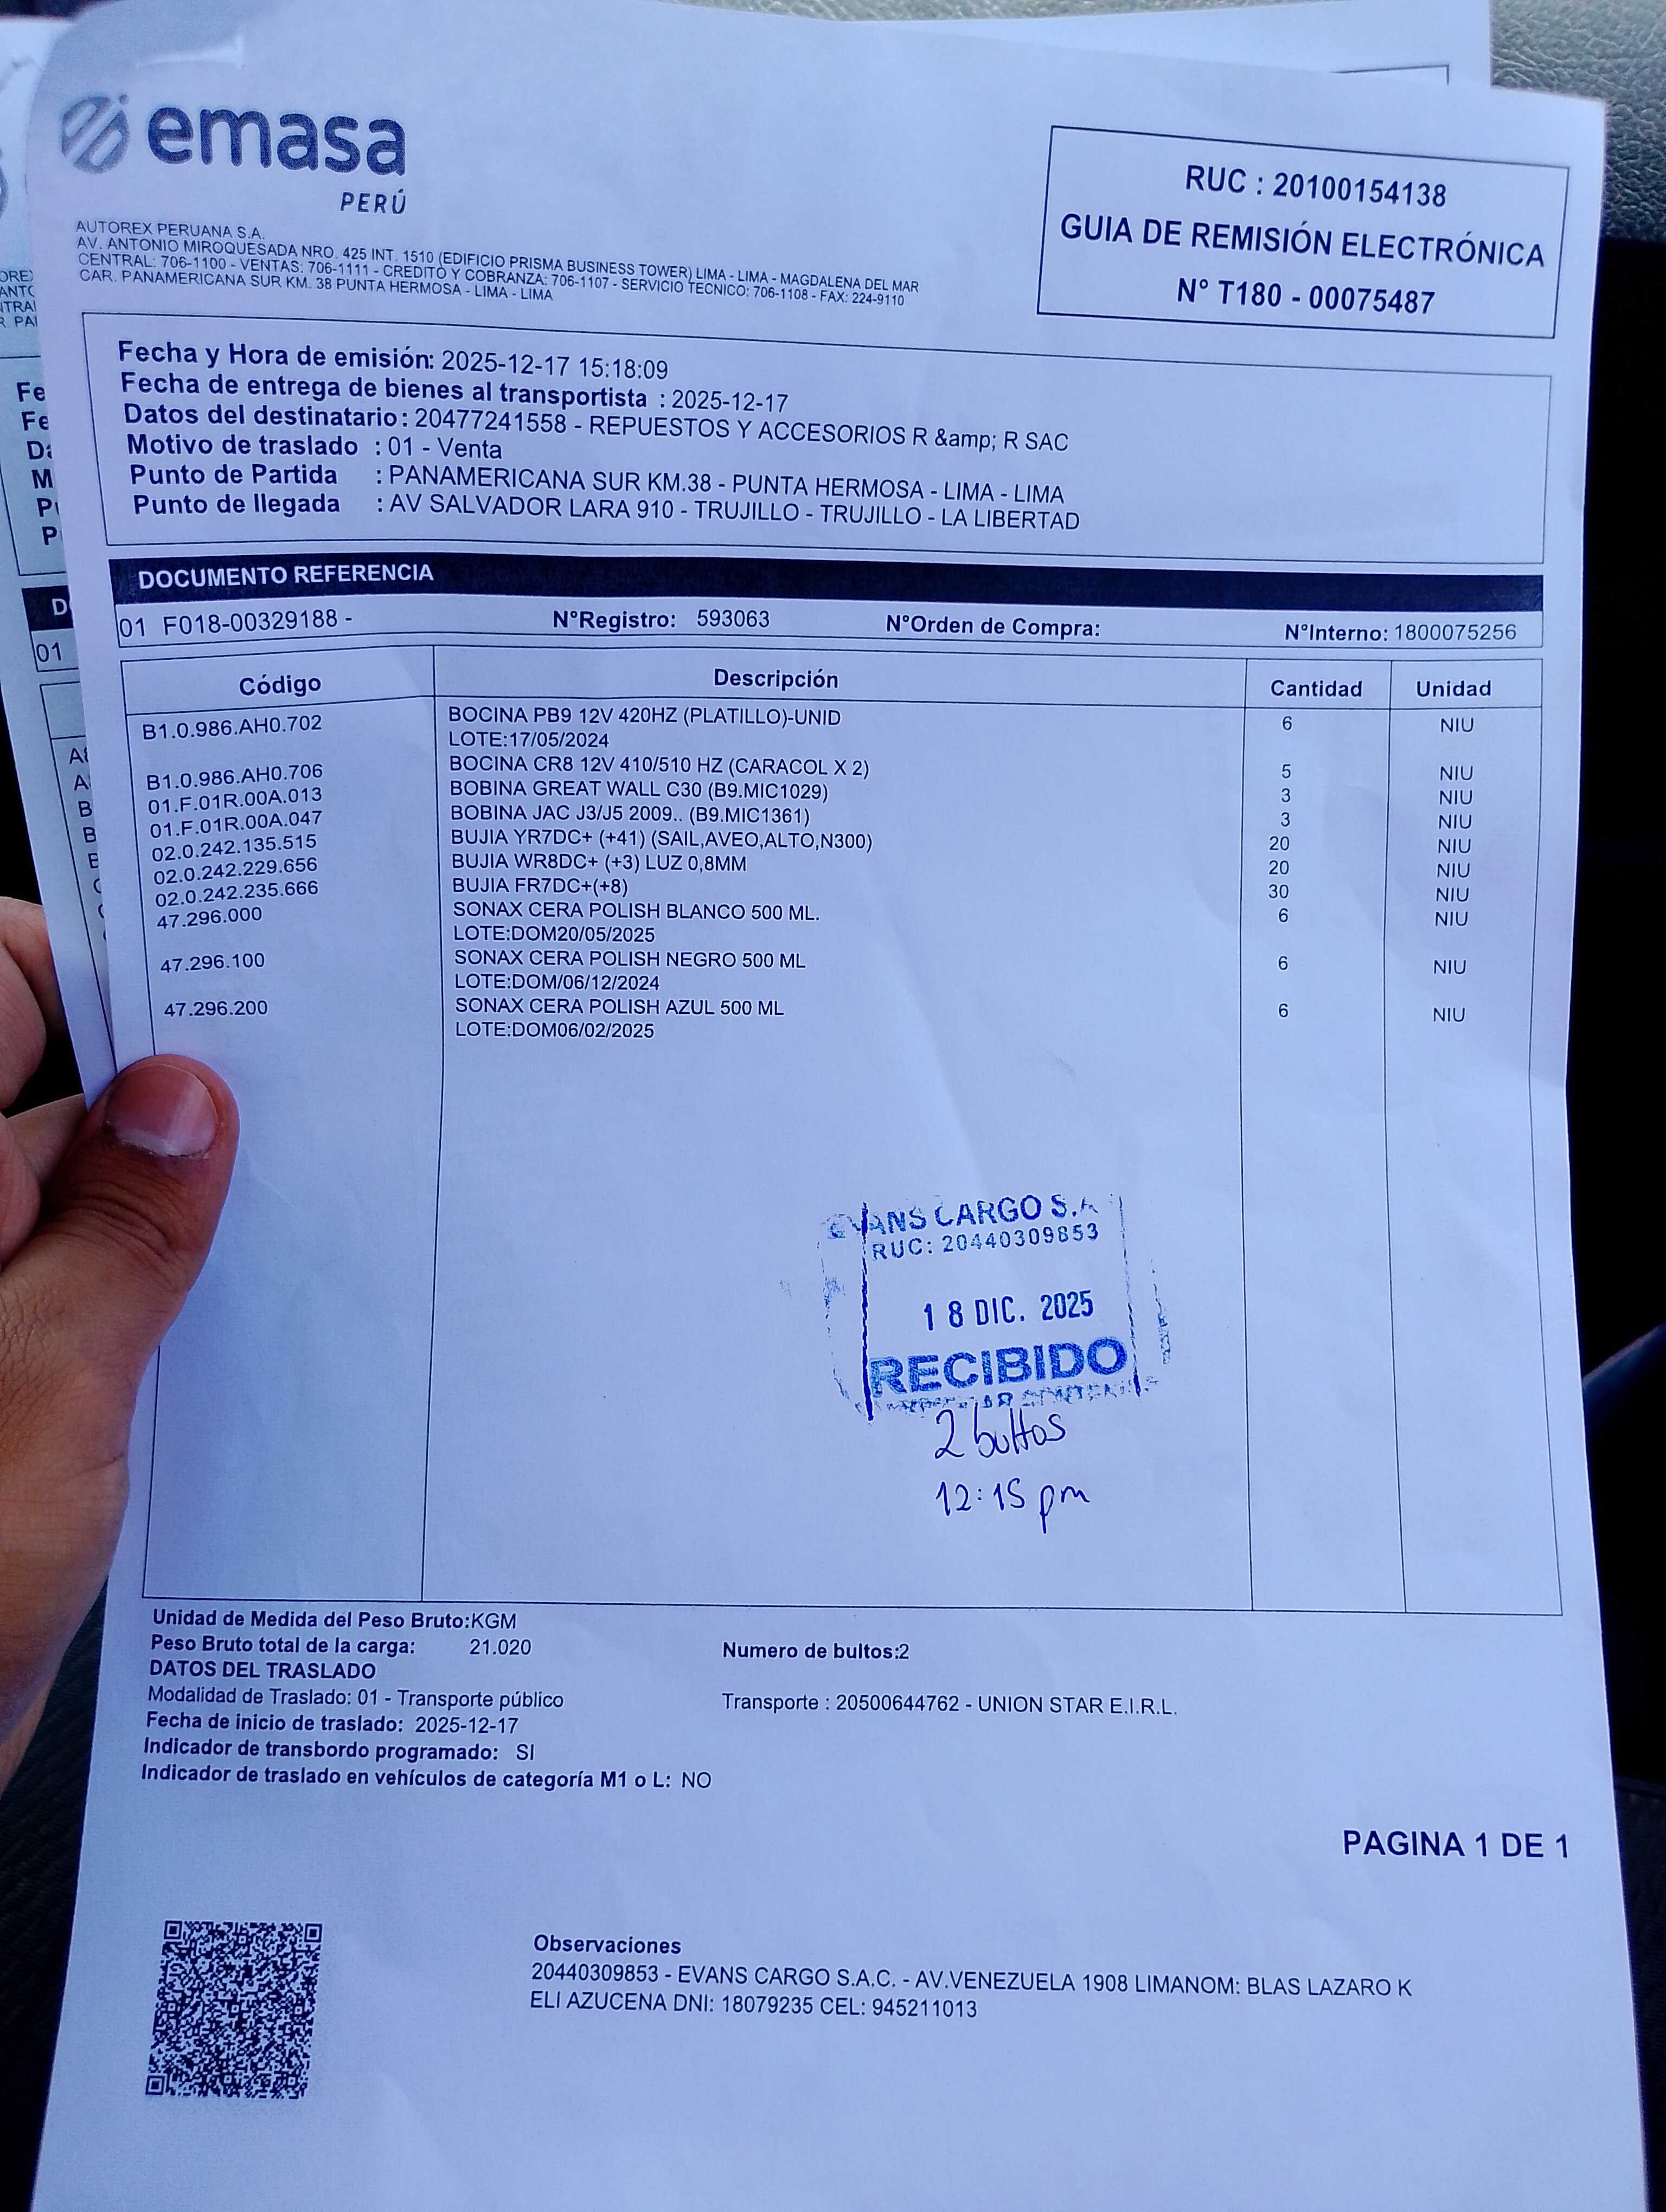 emasa
PERÚ
AUTOREX PERUANA S.A.
AV. ANTONIO MIROQUESADA NRO. 425 INT. 1510 (EDIFICIO PRISMA BUSINESS TOWER) LIMA - LIMA - MAGDALENA DEL MAR
CENTRAL: 706-1100 - VENTAS: 706-1111 - CREDITO Y COBRANZA: 706-1107 - SERVICIO TECNICO: 706-1108 - FAX: 224-9110
CAR. PANAMERICANA SUR KM. 38 PUNTA HERMOSA - LIMA - LIMA
RUC : 20100154138
GUIA DE REMISIÓN ELECTRÓNICA
N° T180 - 00075487
Fecha y Hora de emisión: 2025-12-17 15:18:09
Fecha de entrega de bienes al transportista : 2025-12-17
Datos del destinatario: 20477241558 - REPUESTOS Y ACCESORIOS R &amp; R SAC
Motivo de traslado : 01 - Venta
Punto de Partida : PANAMERICANA SUR KM.38 - PUNTA HERMOSA - LIMA - LIMA
Punto de llegada : AV SALVADOR LARA 910 - TRUJILLO - TRUJILLO - LA LIBERTAD
DOCUMENTO REFERENCIA
01 F018-00329188 - N°Registro: 593063 N°Orden de Compra: N°Interno: 1800075256
Código Descripción Cantidad Unidad
B1.0.986.AH0.702 BOCINA PB9 12V 420HZ (PLATILLO)-UNID 6 NIU
LOTE:17/05/2024
B1.0.986.AH0.706 BOCINA CR8 12V 410/510 HZ (CARACOL X 2) 5 NIU
01.F.01R.00A.013 BOBINA GREAT WALL C30 (B9.MIC1029) 3 NIU
01.F.01R.00A.047 BOBINA JAC J3/J5 2009.. (B9.MIC1361) 3 NIU
02.0.242.135.515 BUJIA YR7DC+ (+41) (SAIL,AVEO,ALTO,N300) 20 NIU
02.0.242.229.656 BUJIA WR8DC+ (+3) LUZ 0,8MM 20 NIU
02.0.242.235.666 BUJIA FR7DC+(+8) 30 NIU
47.296.000 SONAX CERA POLISH BLANCO 500 ML. 6 NIU
LOTE:DOM20/05/2025
47.296.100 SONAX CERA POLISH NEGRO 500 ML 6 NIU
LOTE:DOM/06/12/2024
47.296.200 SONAX CERA POLISH AZUL 500 ML 6 NIU
LOTE:DOM06/02/2025
EVANS CARGO S.A
RUC: 20440309853
18 DIC. 2025
RECIBIDO
2 bultos
12:15 pm
Unidad de Medida del Peso Bruto:KGM
Peso Bruto total de la carga: 21.020 Numero de bultos:2
DATOS DEL TRASLADO
Modalidad de Traslado: 01 - Transporte público Transporte : 20500644762 - UNION STAR E.I.R.L.
Fecha de inicio de traslado: 2025-12-17
Indicador de transbordo programado: SI
Indicador de traslado en vehículos de categoría M1 o L: NO
PAGINA 1 DE 1
Observaciones
20440309853 - EVANS CARGO S.A.C. - AV.VENEZUELA 1908 LIMANOM: BLAS LAZARO K
ELI AZUCENA DNI: 18079235 CEL: 945211013